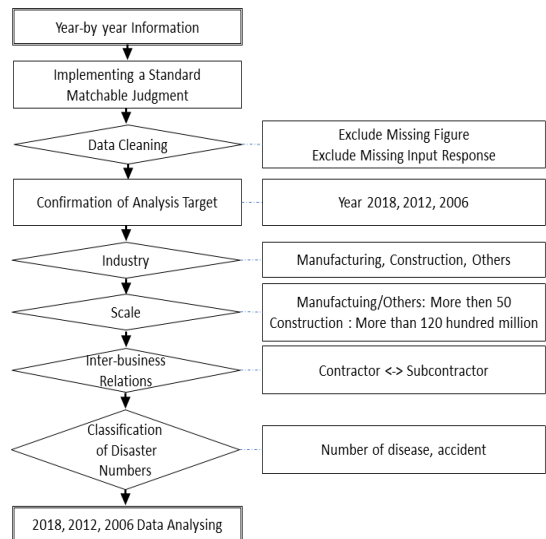 Year-by year Information
Implementing a Standard
Matchable Judgment
Data Cleaning
Exclude Missing Figure
Exclude Missing Input Response
Confirmation of Analysis Target
Year 2018, 2012, 2006
Industry
Manufacturing, Construction, Others
Scale
Manufactuing/Others: More then 50
Construction : More than 120 hundred million
Inter-business
Relations
Contractor <-> Subcontractor
Classification
of Disaster
Numbers
Number of disease, accident
2018, 2012, 2006 Data Analysing